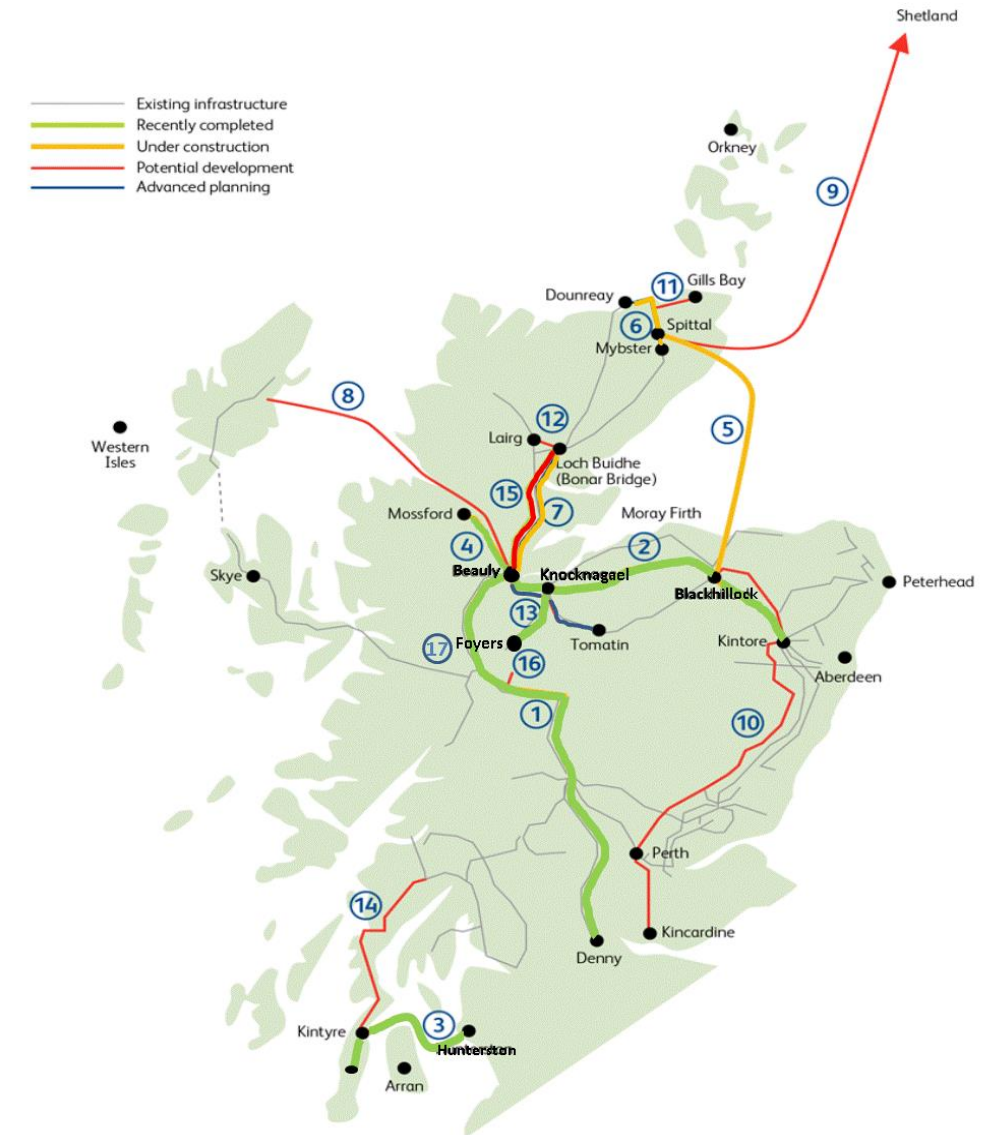 Shetland
Existing infrastructure
Recently completed
Under construction
Potential development
Advanced planning
Orkney
9
11
Gills Bay
Dounreay
6
Spittal
Mybster
8
12
5
Western
Isles
Lairg
Loch Buidhe
(Bonar Bridge)
15
7
Mossford
Moray Firth
4
2
Beauly
Knocknagael
Skye
Peterhead
Blackhillock
13
Foyers
Tomatin
Kintore
17
16
Aberdeen
1
10
Perth
14
Kincardine
Denny
Kintyre
3
Hunterston
Arran